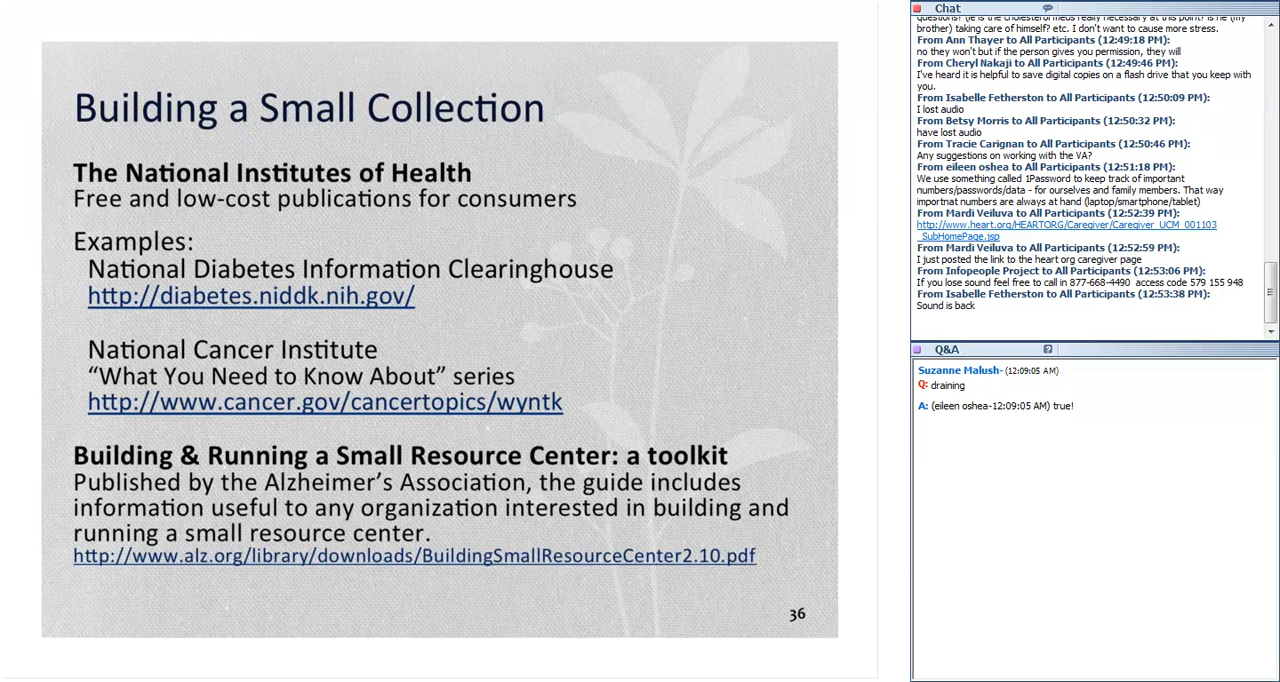 Building a Small Collection
The National Institutes of Health
Free and low-cost publications for consumers
Examples:
National Diabetes Information Clearinghouse
http://diabetes.niddk.nih.gov/
National Cancer Institute
“What You Need to Know About” series
http://www.cancer.gov/cancertopics/wyntk
Building & Running a Small Resource Center: a toolkit
Published by the Alzheimer’s Association, the guide includes
information useful to any organization interested in building and
running a small resource center.
http://www.alz.org/library/downloads/BuildingSmallResourceCenter2.10.pdf
36
Chat
questions? (ie is the cholesterol meds really necessary at this point? is he (my
brother) taking care of himself? etc. I don't want to cause more stress.
From Ann Thayer to All Participants (12:49:18 PM):
no they won't but if the person gives you permission, they will
From Cheryl Nakaji to All Participants (12:49:46 PM):
I've heard it is helpful to save digital copies on a flash drive that you keep with
you.
From Isabelle Fetherston to All Participants (12:50:09 PM):
I lost audio
From Betsy Morris to All Participants (12:50:32 PM):
have lost audio
From Tracie Carignan to All Participants (12:50:46 PM):
Any suggestions on working with the VA?
From eileen oshea to All Participants (12:51:18 PM):
We use something called 1Password to keep track of important
numbers/passwords/data - for ourselves and family members. That way
importnat numbers are always at hand (laptop/smartphone/tablet)
From Mardi Veiluva to All Participants (12:52:39 PM):
http://www.heart.org/HEARTORG/Caregiver/Caregiver_UCM_001103
_SubHomePage.jsp
From Mardi Veiluva to All Participants (12:52:59 PM):
I just posted the link to the heart org caregiver page
From Infopeople Project to All Participants (12:53:06 PM):
If you lose sound feel free to call in 877-668-4490 access code 579 155 948
From Isabelle Fetherston to All Participants (12:53:38 PM):
Sound is back
Q&A
Suzanne Malush- (12:09:05 AM)
Q: draining
A: (eileen oshea-12:09:05 AM) true!